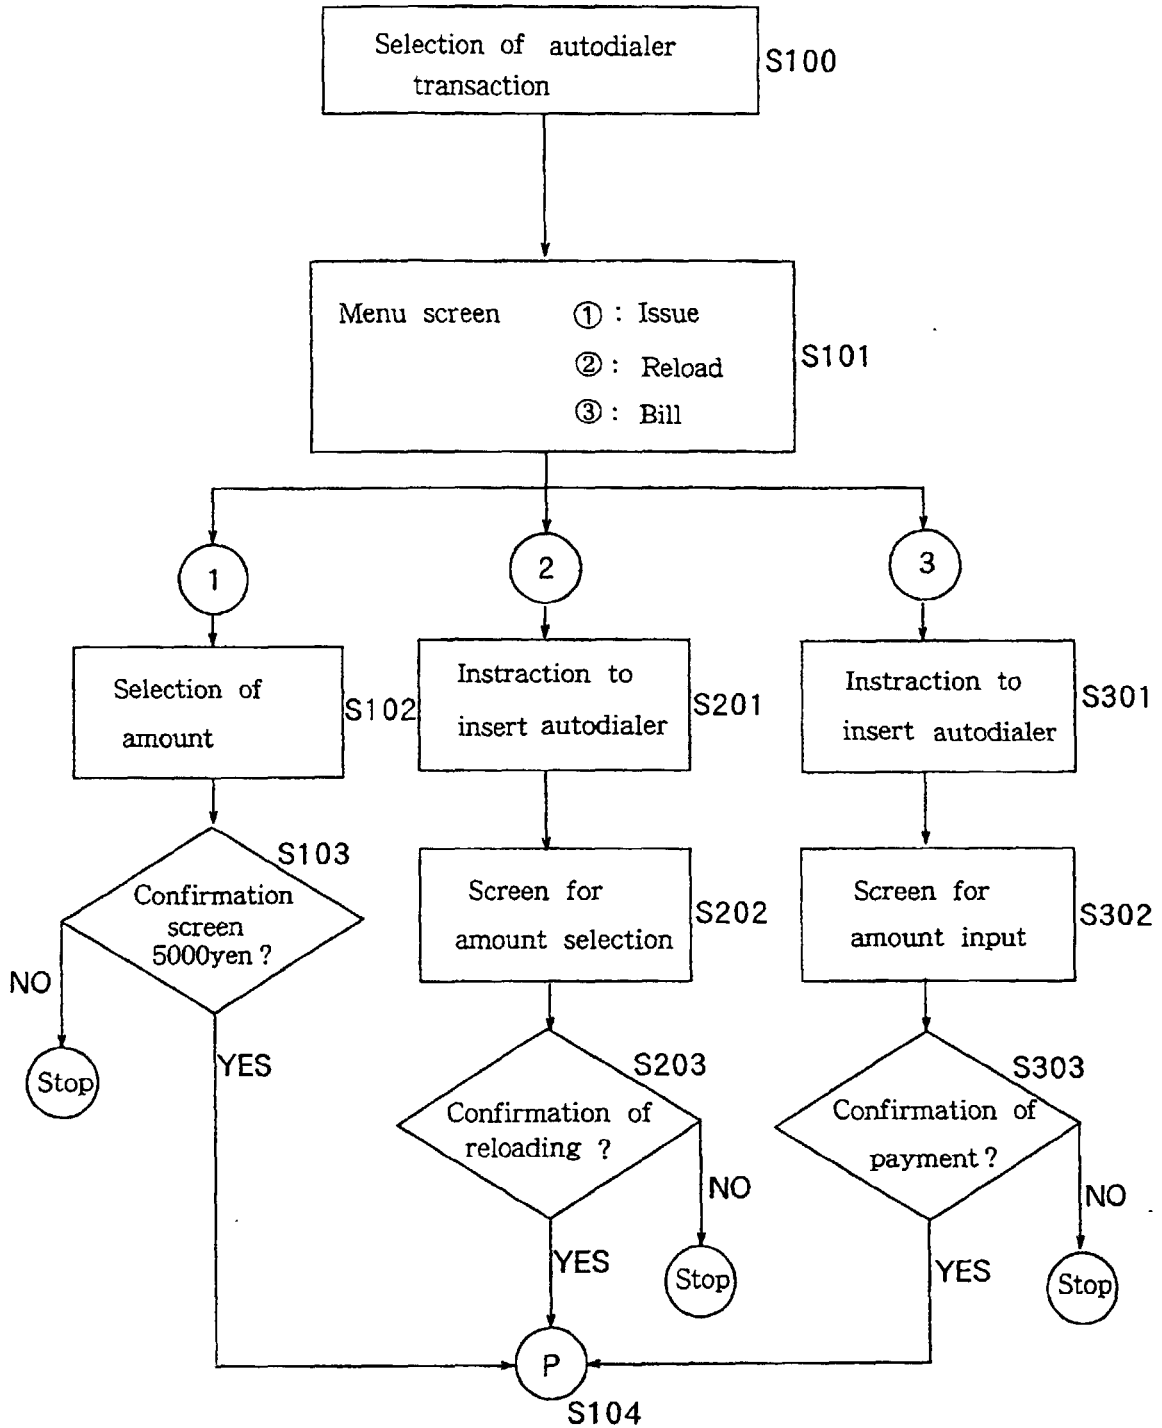 Selection of autodialer
transaction
S100
Menu screen ① : Issue
② : Reload
③ : Bill
S101
1
2
3
Selection of
amount
S102
Instraction to
insert autodialer
S201
Instraction to
insert autodialer
S301
S103
Confirmation
screen
5000yen ?
NO
Stop
YES
Screen for
amount selection
S202
Screen for
amount input
S302
S203
Confirmation of
reloading ?
NO
Stop
YES
S303
Confirmation of
payment ?
NO
Stop
YES
P
S104